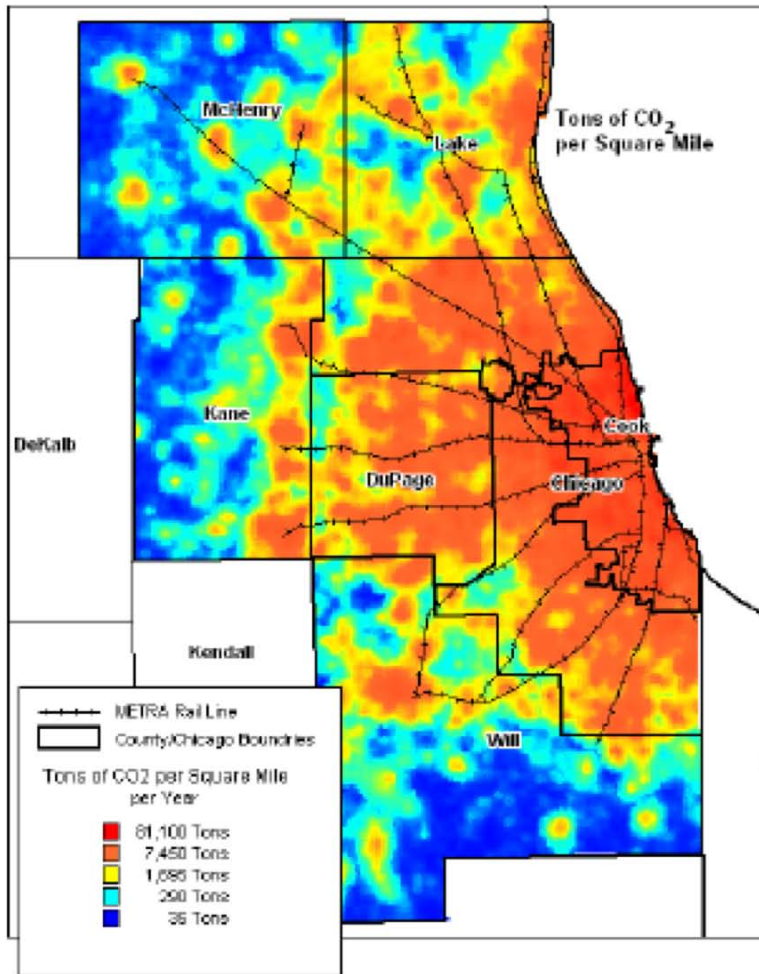 McHenry
Lake
Tons of CO2
per Square Mile
Kane
Cook
DeKalb
DuPage
Chicago
Kendall
Will
METRA Rail Line
County/Chicago Boundries
Tons of CO2 per Square Mile
per Year
81,100 Tons
7,450 Tons
1,695 Tons
290 Tons
35 Tons